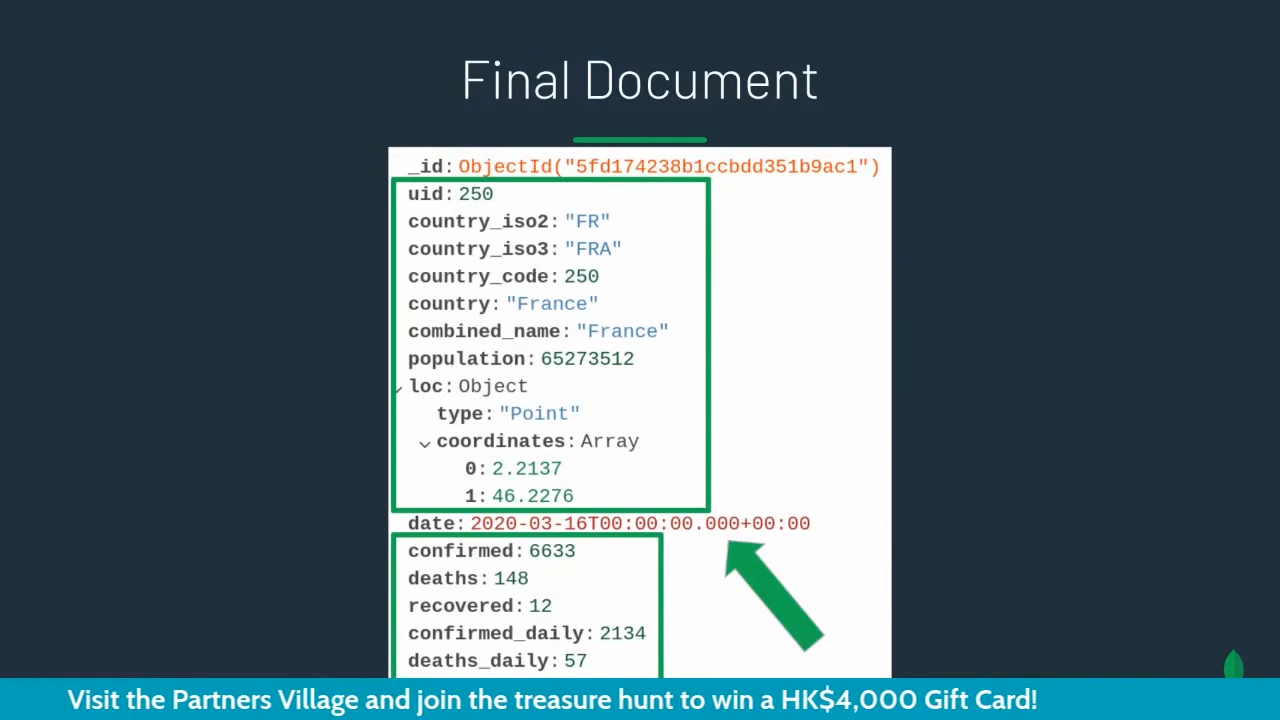 Final Document
_id: ObjectId("5fd174238b1ccbdd351b9ac1")
uid: 250
country_iso2: "FR"
country_iso3: "FRA"
country_code: 250
country: "France"
combined_name: "France"
population: 65273512
loc: Object
type: "Point"
coordinates: Array
0: 2.2137
1: 46.2276
date: 2020-03-16T00:00:00.000+00:00
confirmed: 6633
deaths: 148
recovered: 12
confirmed_daily: 2134
deaths_daily: 57
Visit the Partners Village and join the treasure hunt to win a HK$4,000 Gift Card!